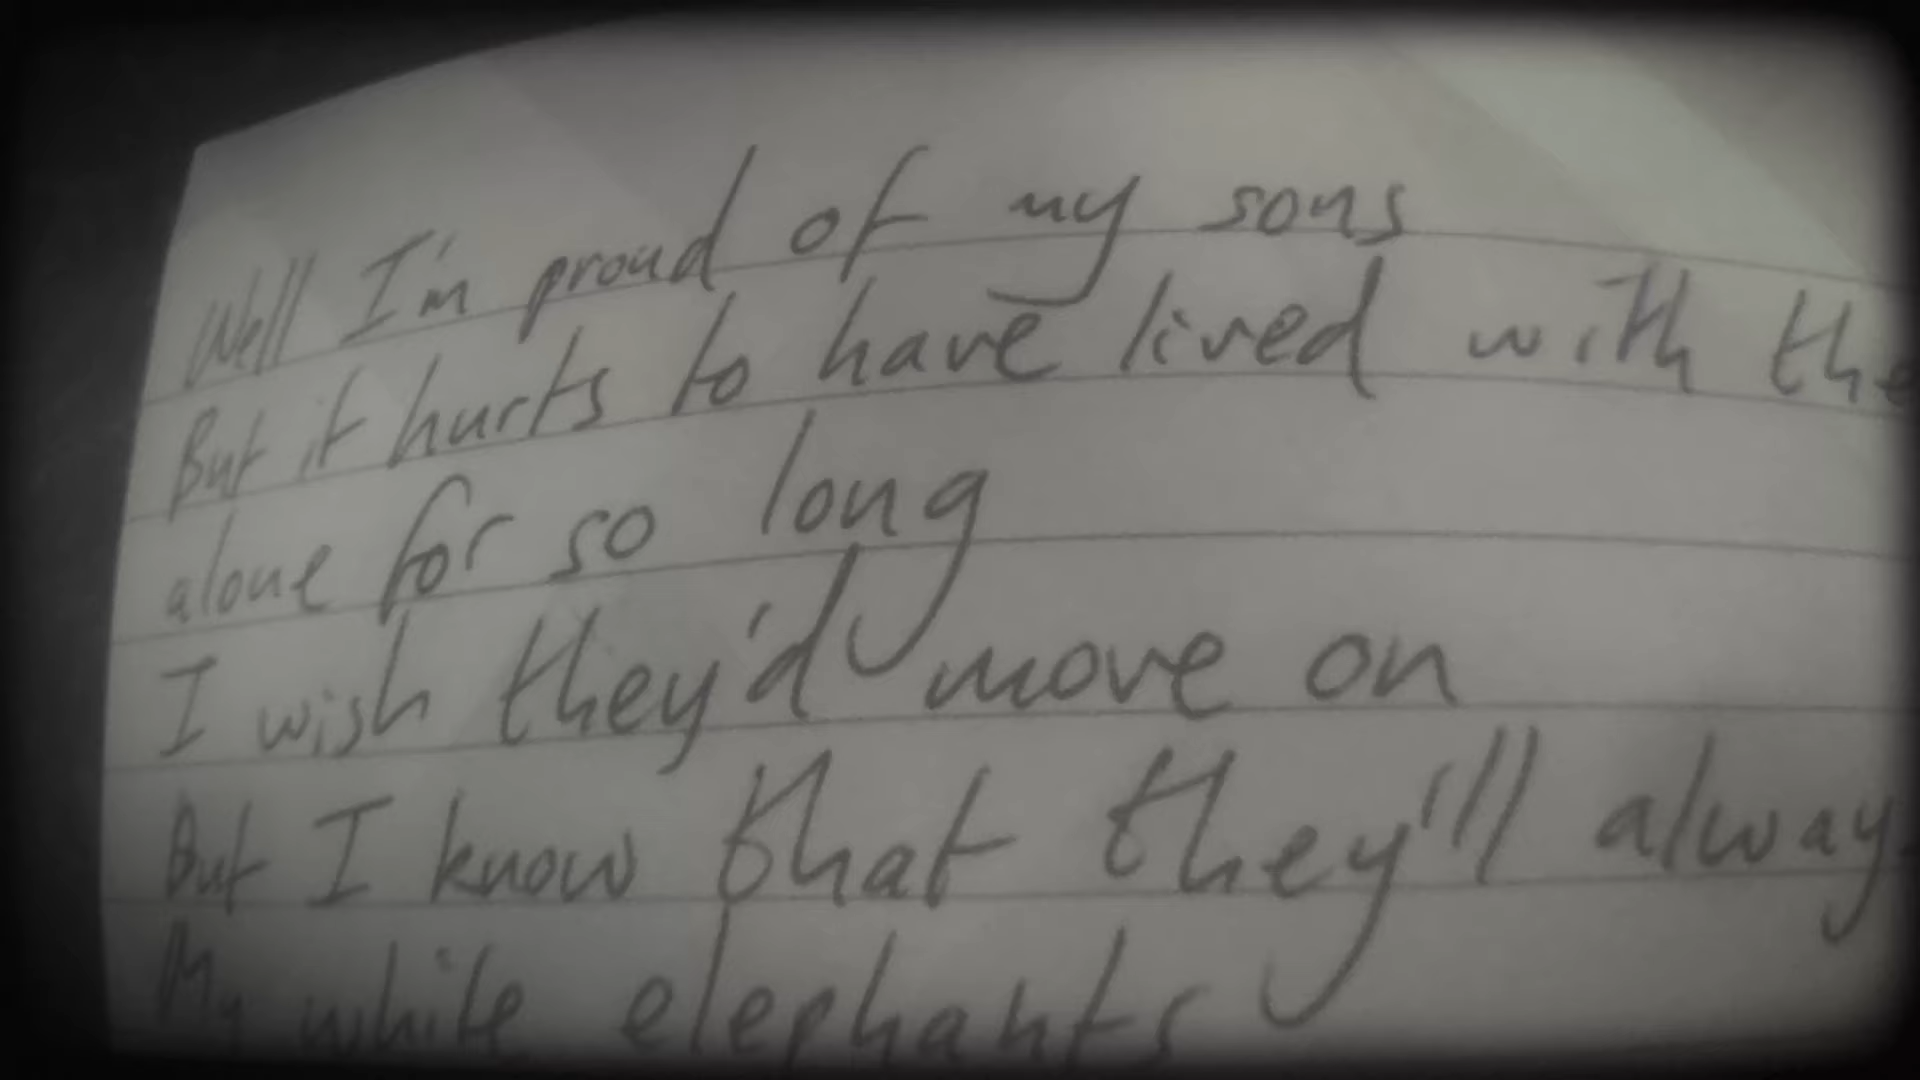 Well I'm proud of my sons
But it hurts to have lived with the
alone for so long
I wish they'd move on
But I know that they'll always
My white elephants